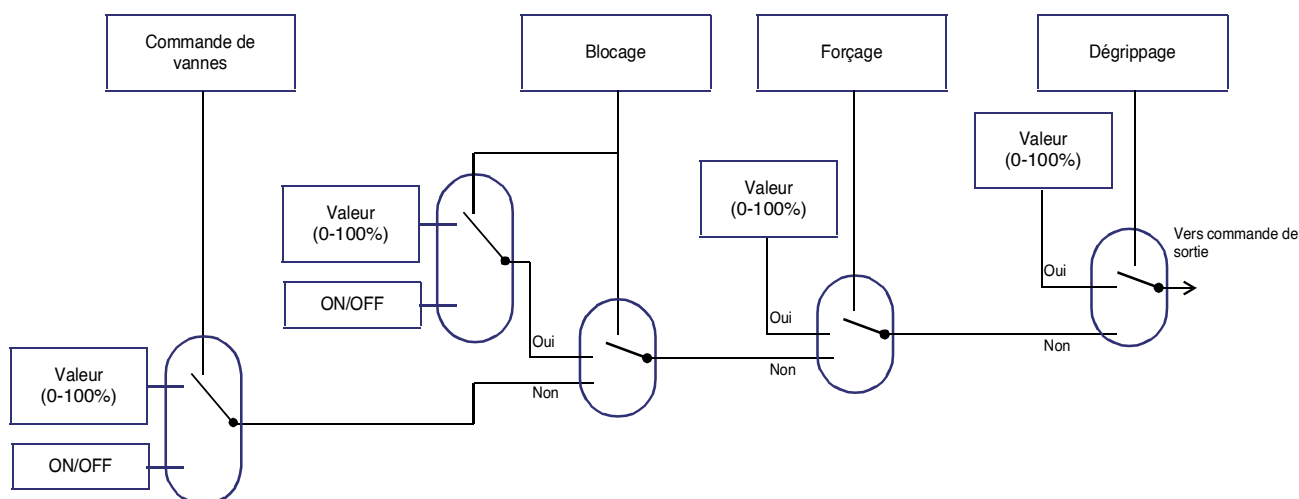 Commande de
vannes
Blocage
Forçage
Dégrippage
Valeur
(0-100%)
Valeur
(0-100%)
Valeur
(0-100%)
Vers commande de
sortie
Oui
ON/OFF
Oui
Oui
Non
Non
Valeur
(0-100%)
Non
ON/OFF